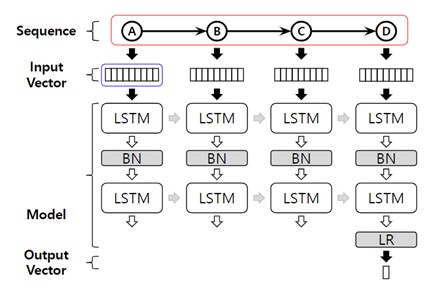 Sequence
A B C D
Input
Vector
LSTM LSTM LSTM LSTM
BN BN BN BN
LSTM LSTM LSTM LSTM
Model
LR
Output
Vector